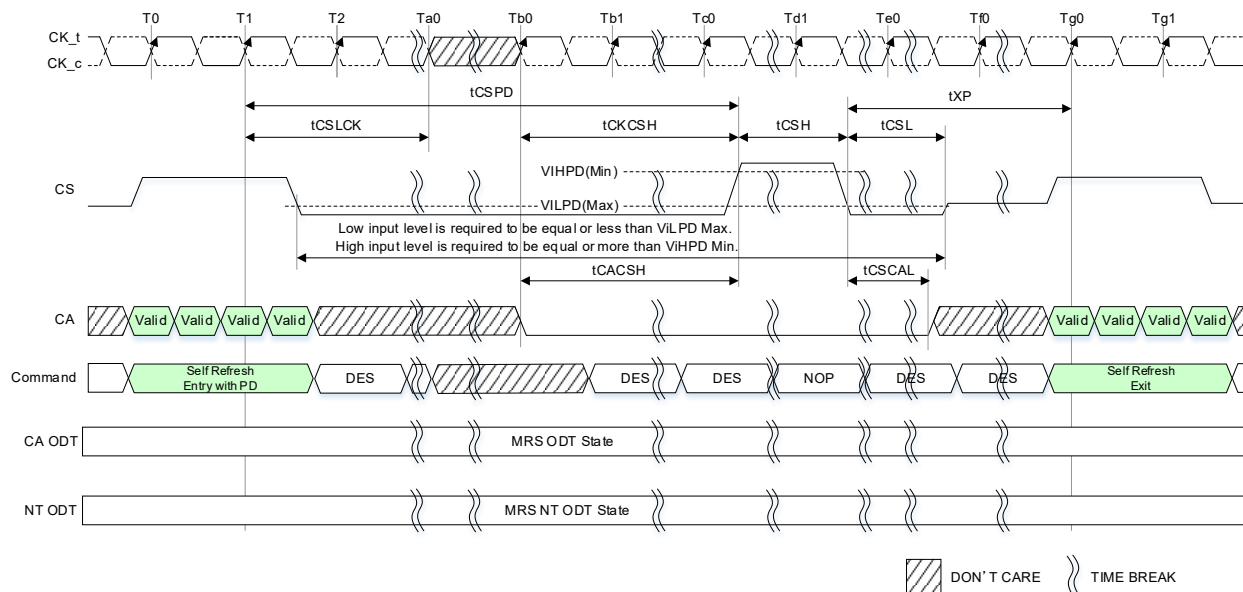 T0 T1 T2 Ta0 Tb0 Tb1 Tc0 Td1 Te0 Tf0 Tg0 Tg1
CK_t
CK_c
tCSPD
tXP
tCSLCK tCKCSH tCSH tCSL
VIHPD(Min)
CS
VILPD(Max)
Low input level is required to be equal or less than ViLPD Max.
High input level is required to be equal or more than ViHPD Min.
tCACSH tCSCAL
CA Valid Valid Valid Valid Valid Valid Valid Valid
Command Self Refresh Entry with PD DES DES DES NOP DES DES Self Refresh Exit
CA ODT MRS ODT State
NT ODT MRS NT ODT State
DON'T CARE TIME BREAK